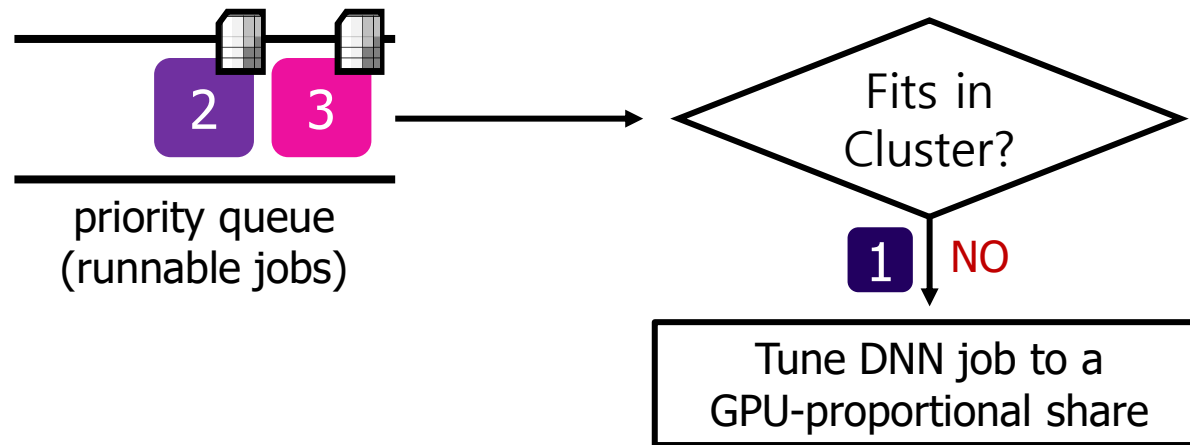 2
3
priority queue
(runnable jobs)
Fits in
Cluster?
1
NO
Tune DNN job to a
GPU-proportional share